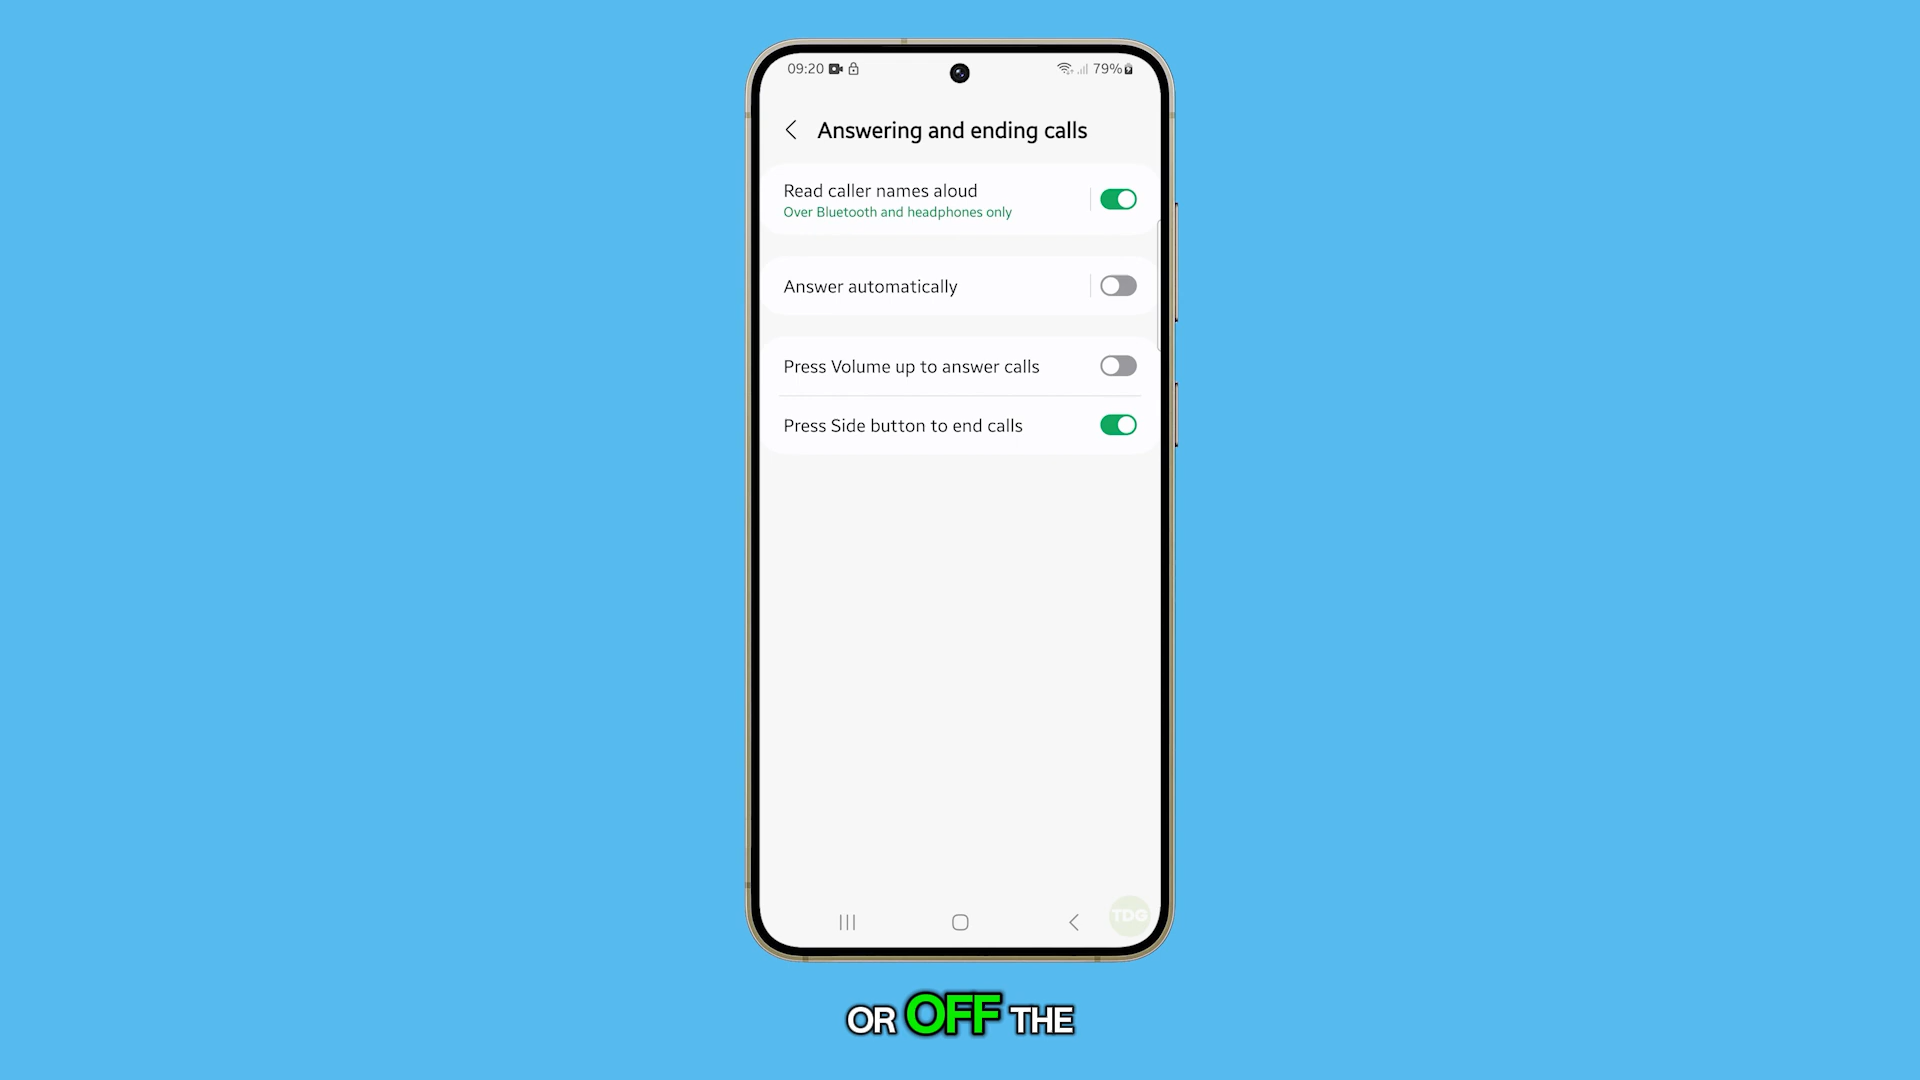 09:20
79%
Answering and ending calls
Read caller names aloud
Over Bluetooth and headphones only
Answer automatically
Press Volume up to answer calls
Press Side button to end calls
TDG
OR OFF THE